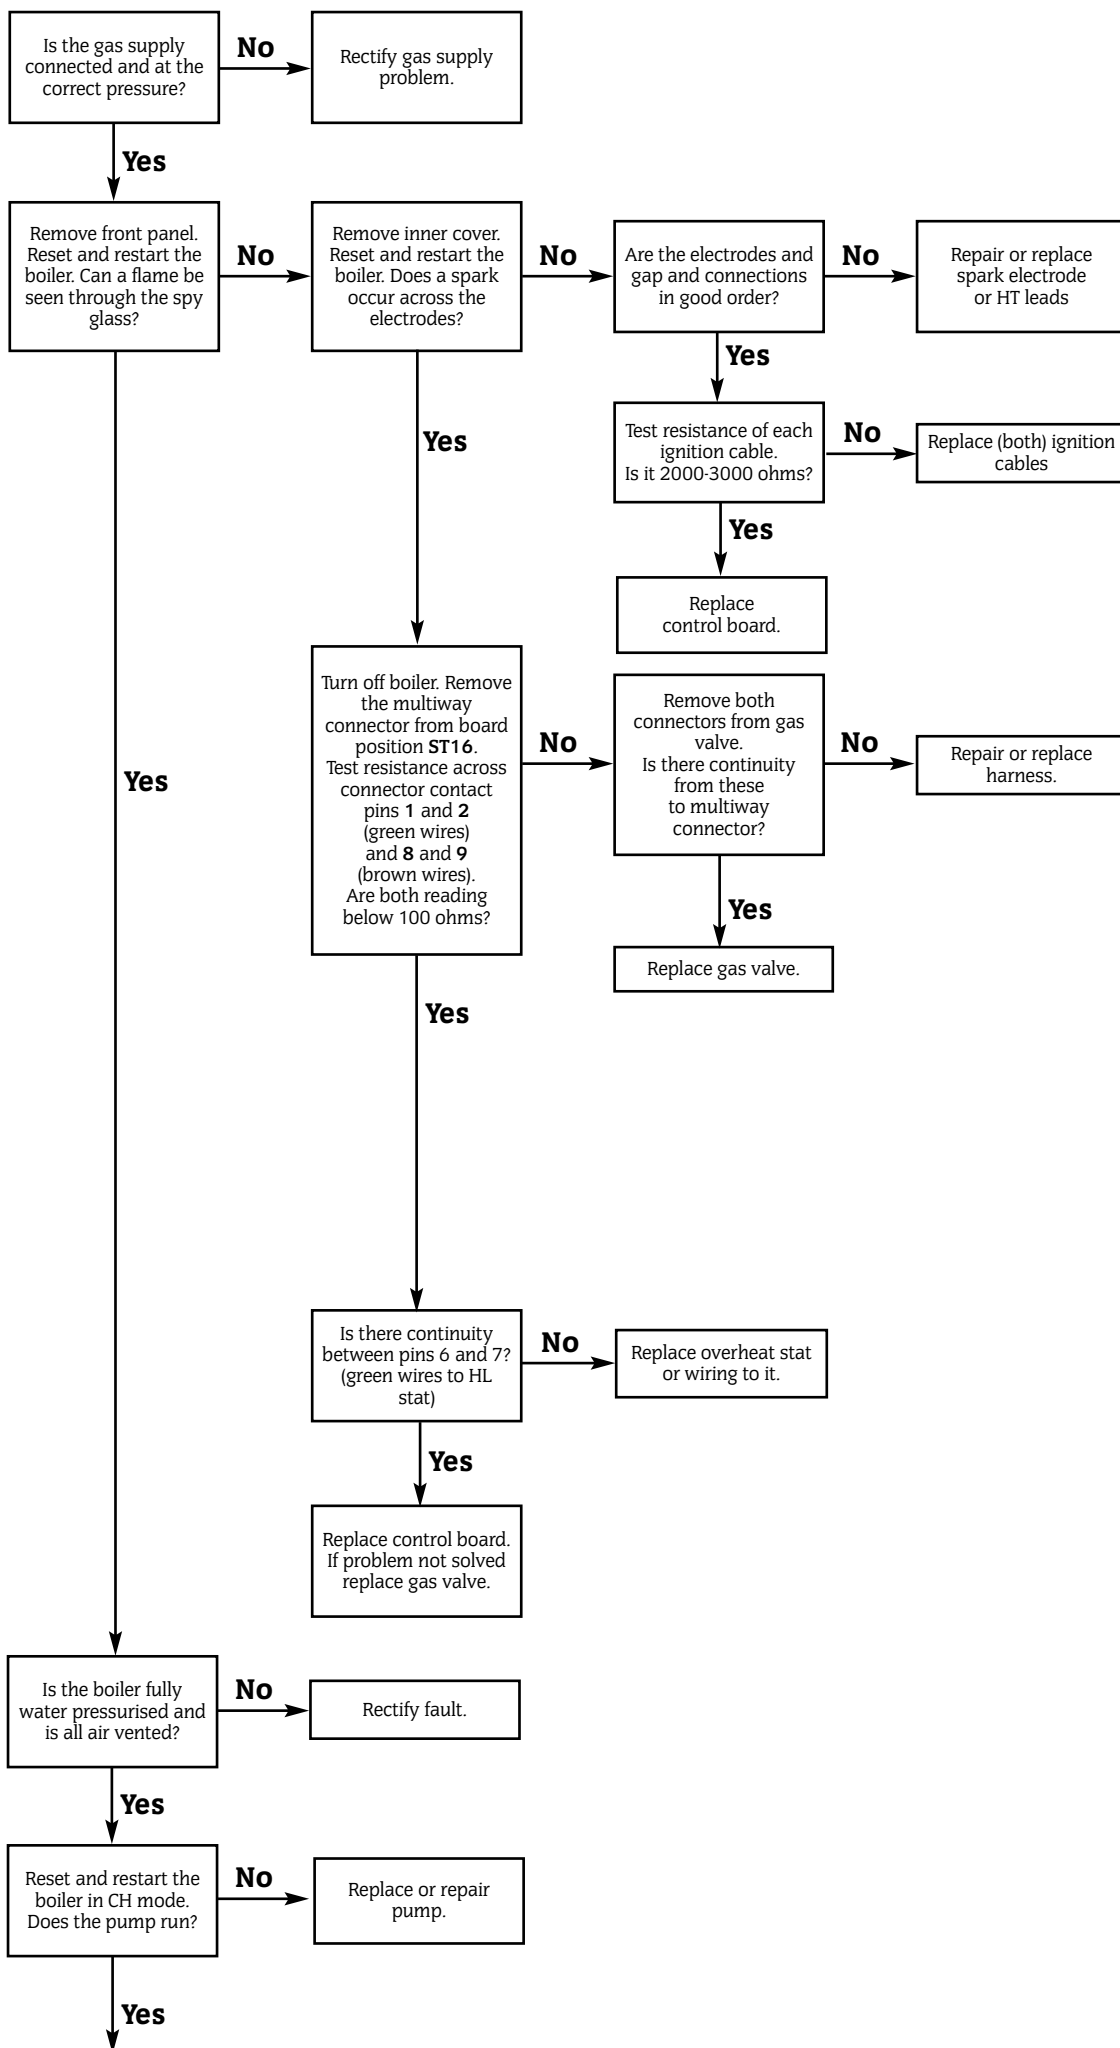 Is the gas supply
connected and at the
correct pressure?
No
Rectify gas supply
problem.
Yes
Remove front panel.
Reset and restart the
boiler. Can a flame be
seen through the spy
glass?
No
Remove inner cover.
Reset and restart the
boiler. Does a spark
occur across the
electrodes?
No
Are the electrodes and
gap and connections
in good order?
No
Repair or replace
spark electrode
or HT leads
Yes
Test resistance of each
ignition cable.
Is it 2000-3000 ohms?
No
Replace (both) ignition
cables
Yes
Replace
control board.
Yes
Turn off boiler. Remove
the multiway
connector from board
position ST16.
Test resistance across
connector contact
pins 1 and 2
(green wires)
and 8 and 9
(brown wires).
Are both reading
below 100 ohms?
No
Remove both
connectors from gas
valve.
Is there continuity
from these
to multiway
connector?
No
Repair or replace
harness.
Yes
Replace gas valve.
Yes
Is there continuity
between pins 6 and 7?
(green wires to HL
stat)
No
Replace overheat stat
or wiring to it.
Yes
Replace control board.
If problem not solved
replace gas valve.
Yes
Is the boiler fully
water pressurised and
is all air vented?
No
Rectify fault.
Yes
Reset and restart the
boiler in CH mode.
Does the pump run?
No
Replace or repair
pump.
Yes